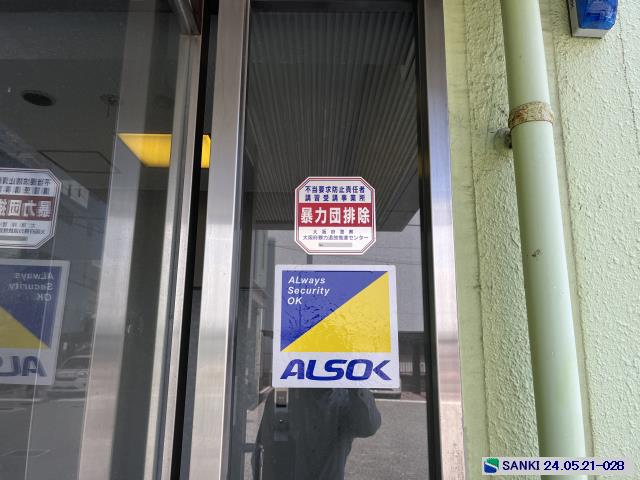 不当要求防止責任者
講習受講事業所
暴力団排除
大阪府警察
大阪府暴力追放推進センター
ALways
Security
OK
ALSOK
SANKI 24.05.21-028